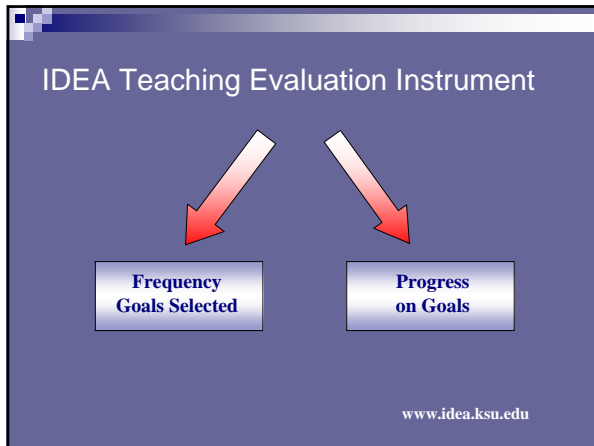 IDEA Teaching Evaluation Instrument
Frequency
Goals Selected
Progress
on Goals
www.idea.ksu.edu